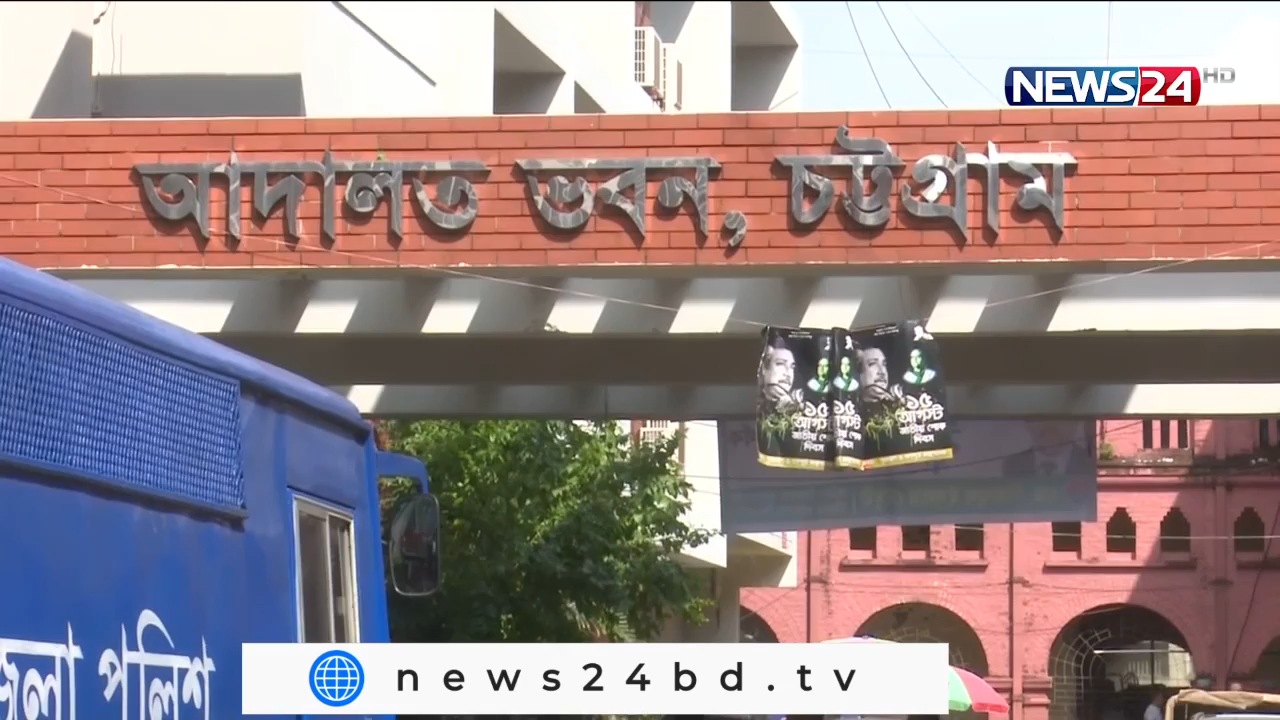 NEWS24 HD
আদালত ভবন, চট্টগ্রাম
১৫
আগস্ট
জাতীয় শোক
দিবস
জেলা পুলিশ
news24bd.tv